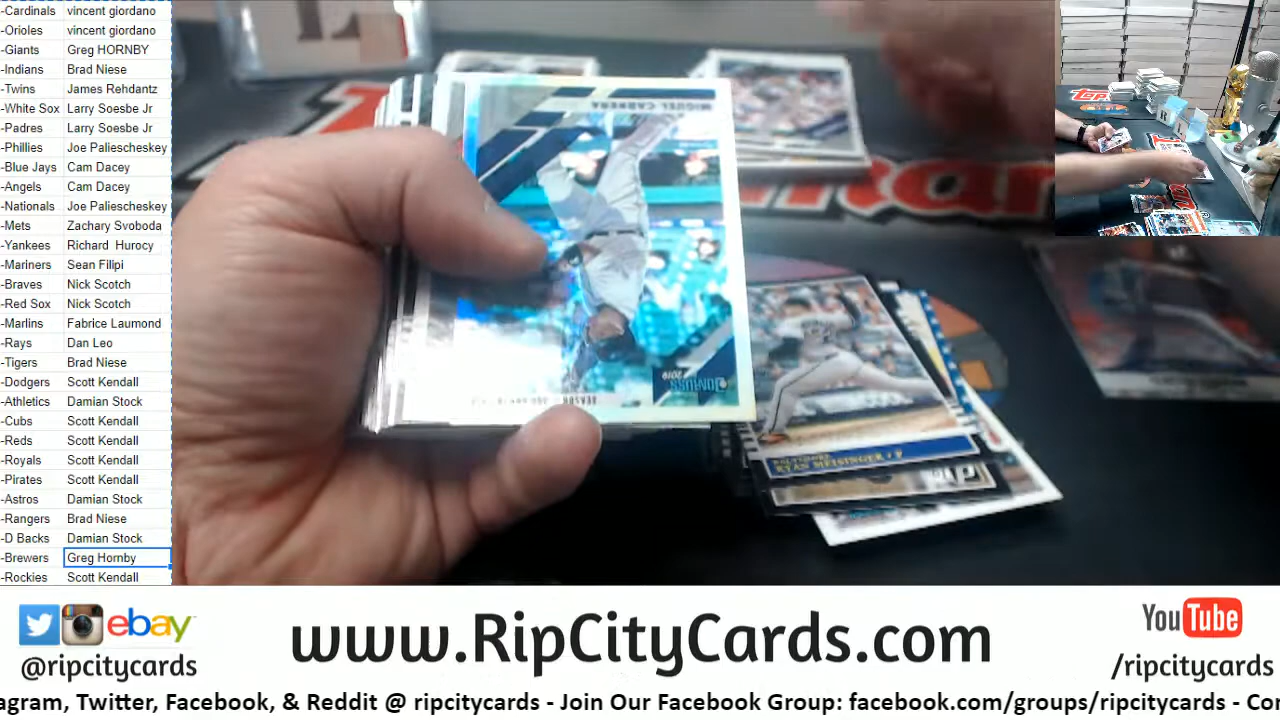 -Cardinals vincent giordano
-Orioles vincent giordano
-Giants Greg HORNBY
-Indians Brad Niese
-Twins James Rehdantz
-White Sox Larry Soesbe Jr
-Padres Larry Soesbe Jr
-Phillies Joe Paliescheskey
-Blue Jays Cam Dacey
-Angels Cam Dacey
-Nationals Joe Paliescheskey
-Mets Zachary Svoboda
-Yankees Richard Hurocy
-Mariners Sean Filipi
-Braves Nick Scotch
-Red Sox Nick Scotch
-Marlins Fabrice Laumond
-Rays Dan Leo
-Tigers Brad Niese
-Dodgers Scott Kendall
-Athletics Damian Stock
-Cubs Scott Kendall
-Reds Scott Kendall
-Royals Scott Kendall
-Pirates Scott Kendall
-Astros Damian Stock
-Rangers Brad Niese
-D Backs Damian Stock
-Brewers Greg Hornby
-Rockies Scott Kendall
MIGUEL CABRERA
DONRUSS
2019
SEASON
RYAN MEISINGER • P
ebay
@ripcitycards
www.RipCityCards.com
YouTube
/ripcitycards
agram, Twitter, Facebook, & Reddit @ ripcitycards - Join Our Facebook Group: facebook.com/groups/ripcitycards - Co